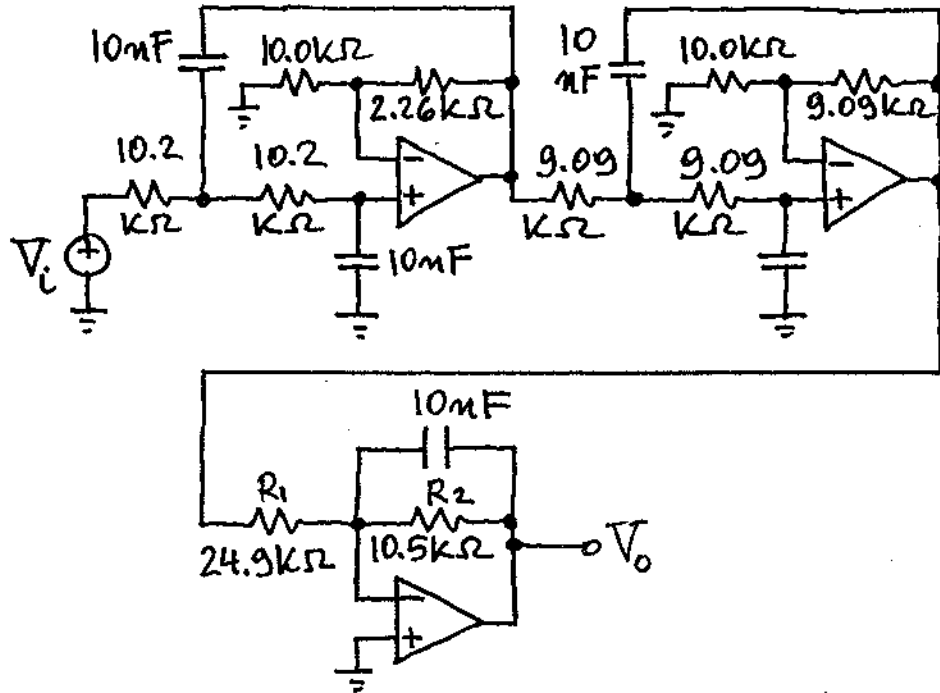 10nF
10.0kΩ
2.26kΩ
10
nF
10.0kΩ
9.09kΩ
10.2
kΩ
10.2
kΩ
−
+
9.09
kΩ
9.09
kΩ
−
+
Vi
+
10nF
10nF
R1
24.9kΩ
R2
10.5kΩ
−
+
Vo